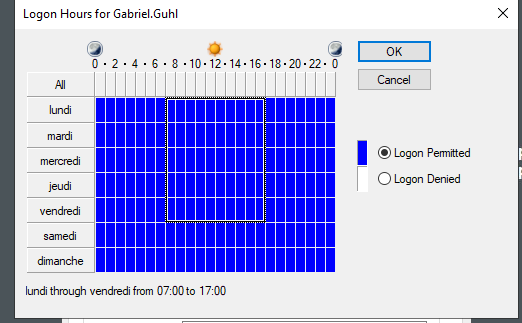 Logon Hours for Gabriel.Guhl
0 · 2 · 4 · 6 · 8 · 10 · 12 · 14 · 16 · 18 · 20 · 22 · 0
OK
Cancel
All
lundi
mardi
mercredi
jeudi
vendredi
samedi
dimanche
Logon Permitted
Logon Denied
lundi through vendredi from 07:00 to 17:00